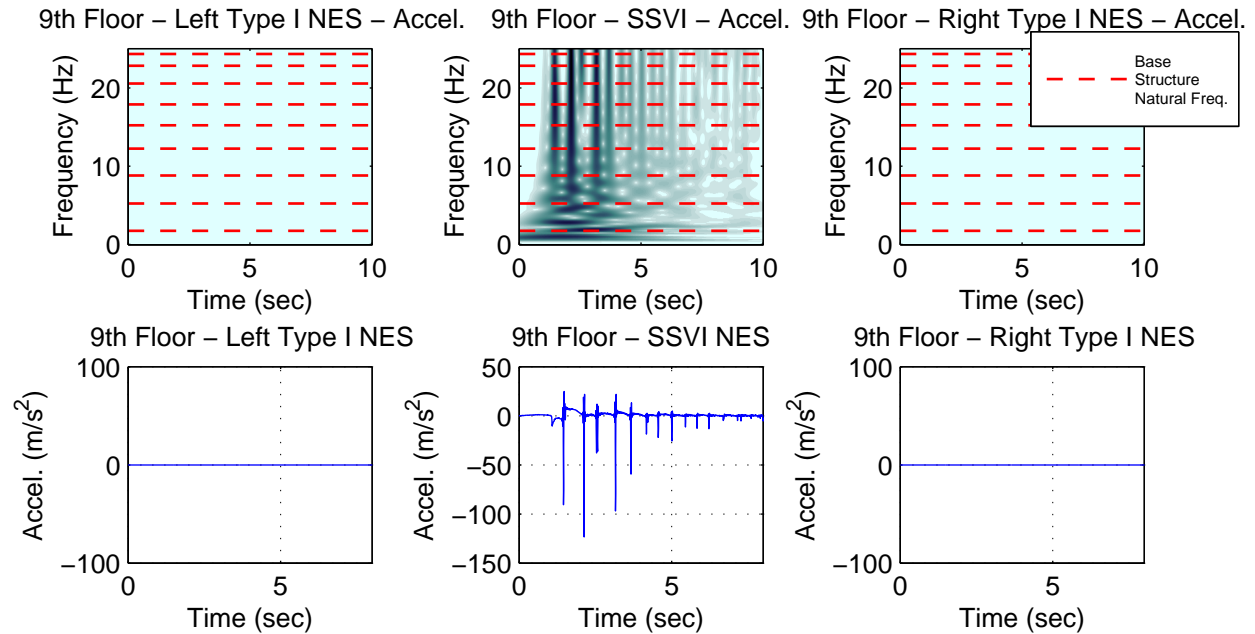 9th Floor – Left Type I NES – Accel.
9th Floor – SSVI – Accel.
9th Floor – Right Type I NES – Accel.
Base
Structure
Natural Freq.
Frequency (Hz)
20
10
0
0
5
10
Time (sec)
Frequency (Hz)
20
10
0
0
5
10
Time (sec)
Frequency (Hz)
20
10
0
0
5
10
Time (sec)
9th Floor – Left Type I NES
Accel. (m/s²)
100
0
−100
0
5
Time (sec)
9th Floor – SSVI NES
Accel. (m/s²)
50
0
−50
−100
−150
0
5
Time (sec)
9th Floor – Right Type I NES
Accel. (m/s²)
100
0
−100
0
5
Time (sec)